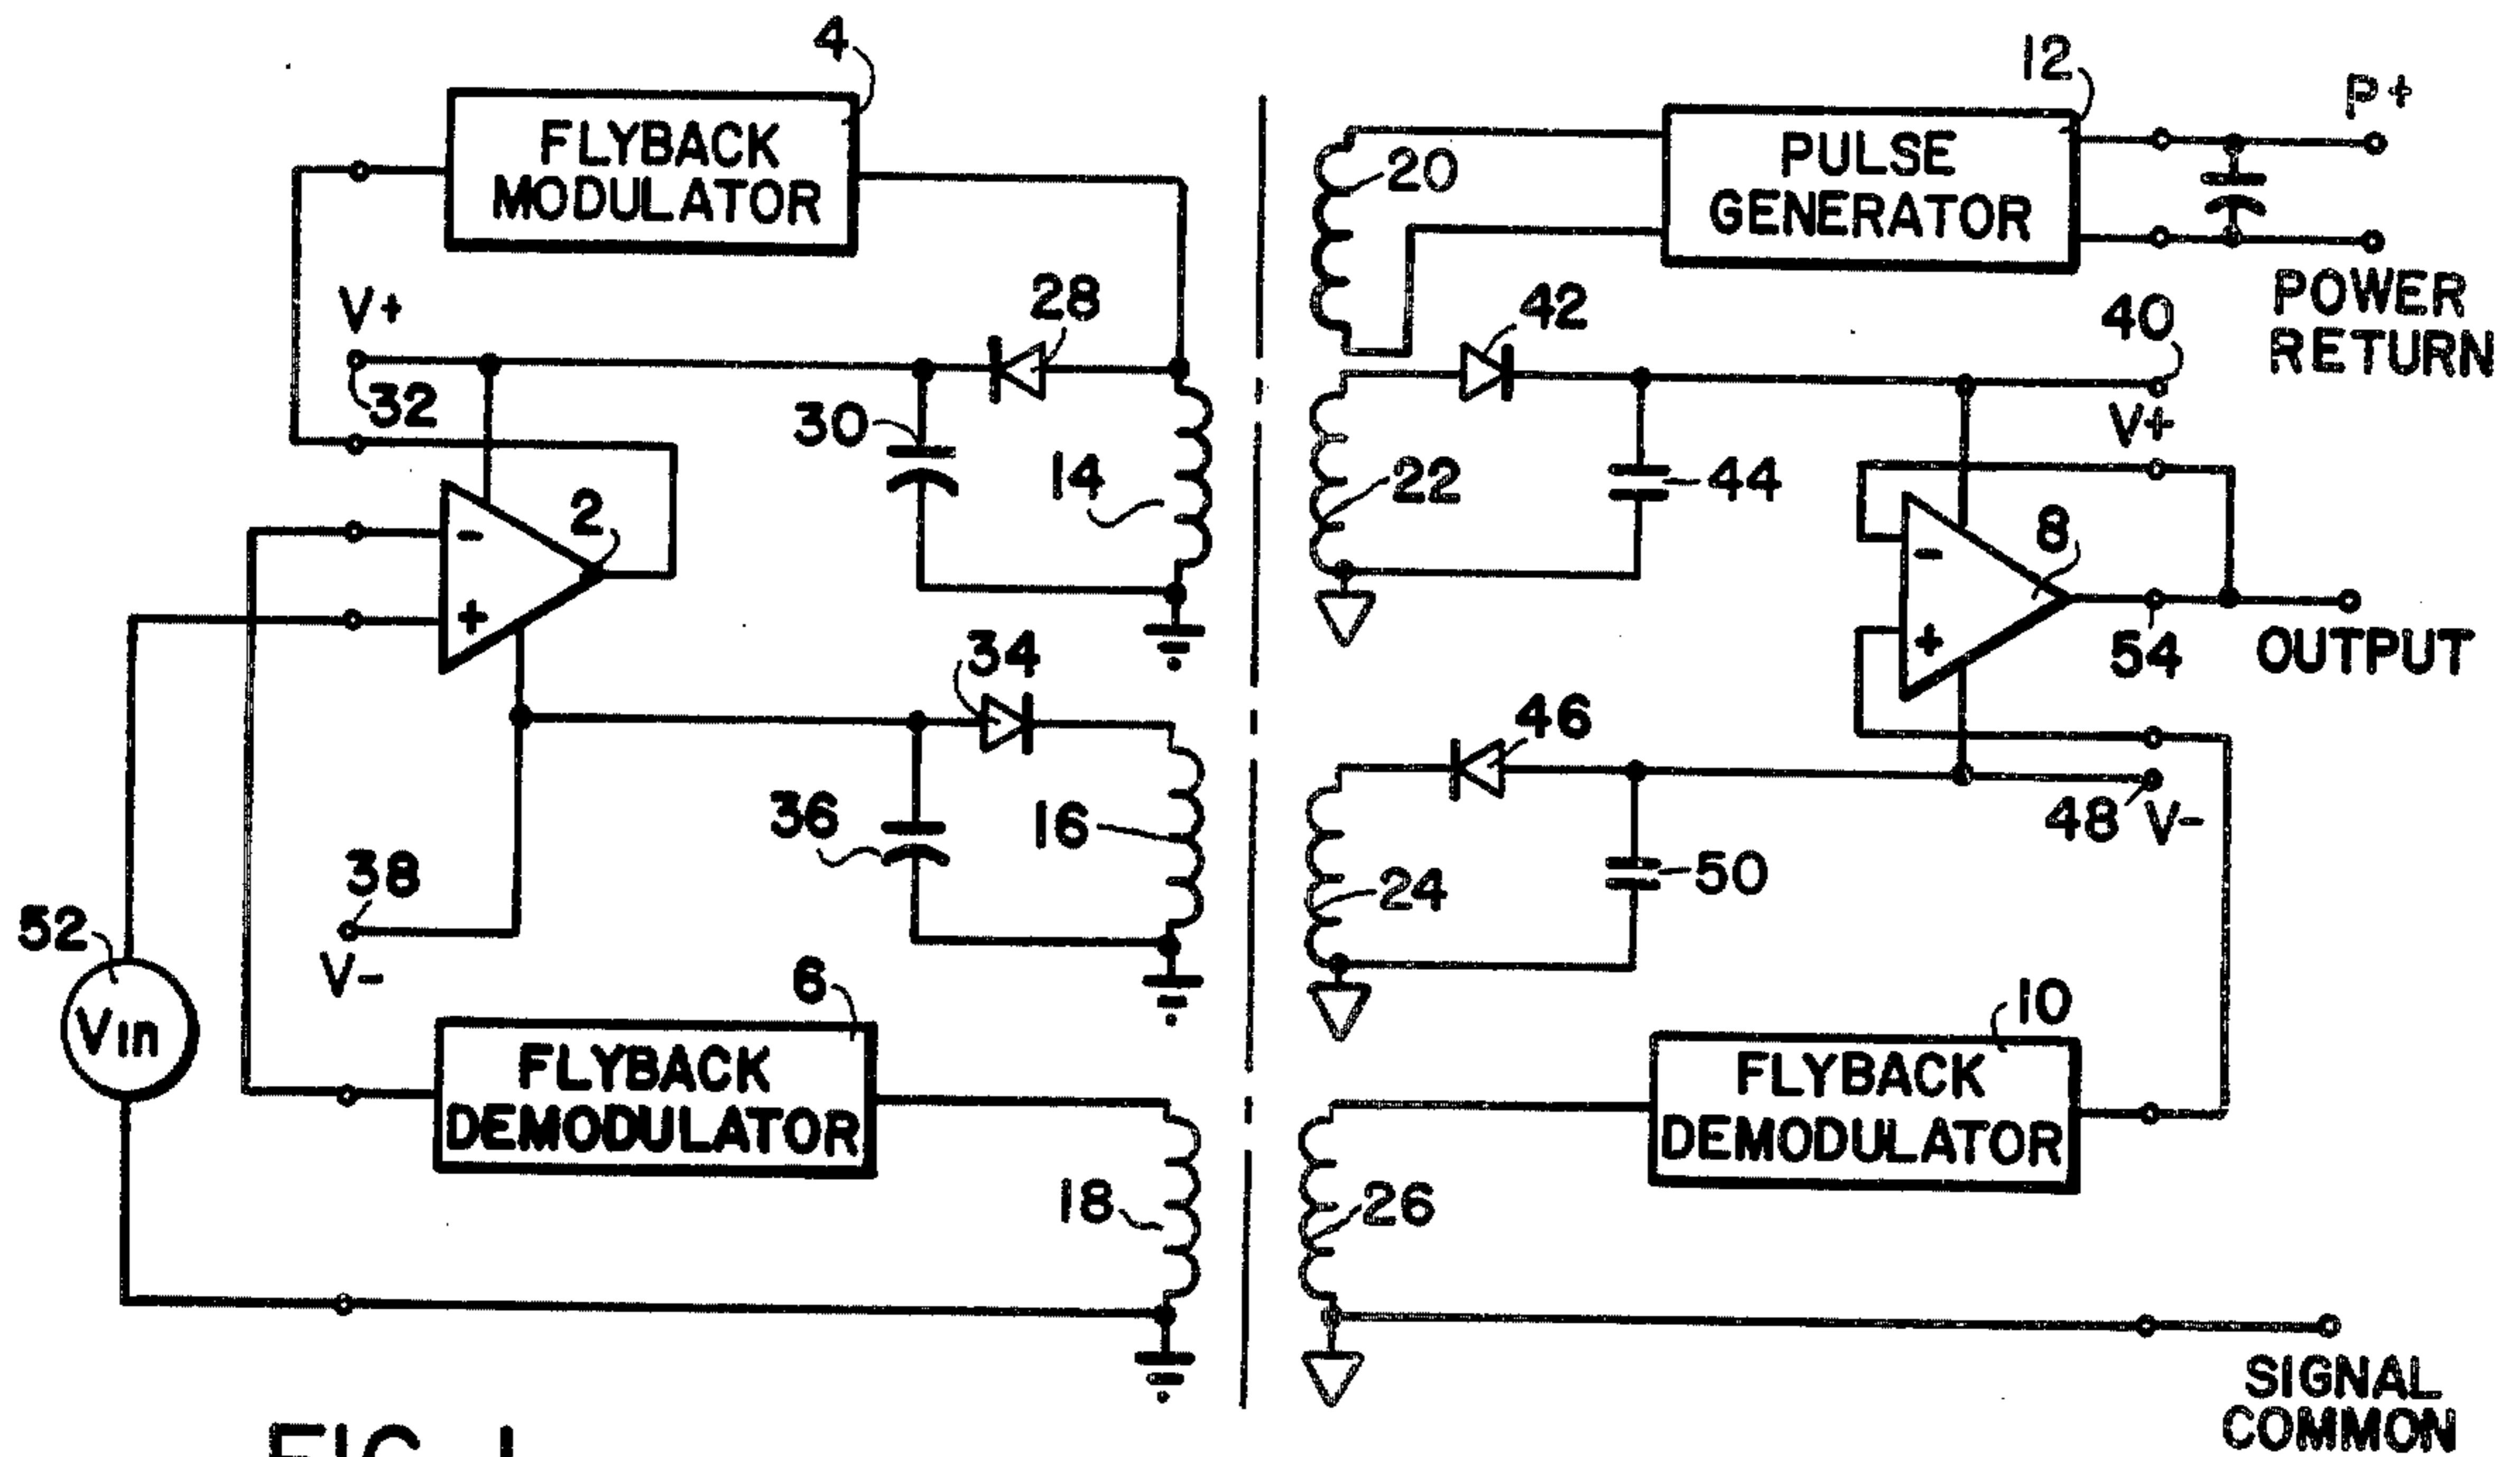 4
FLYBACK
MODULATOR
12
P+
PULSE
GENERATOR
20
POWER
RETURN
V+
32
28
30
14
42
40
V+
22
44
2
-
+
8
-
+
54
OUTPUT
34
36
16
46
48 V-
24
50
38
V-
52
Vin
6
FLYBACK
DEMODULATOR
18
10
FLYBACK
DEMODULATOR
26
SIGNAL
COMMON
FIG. 1